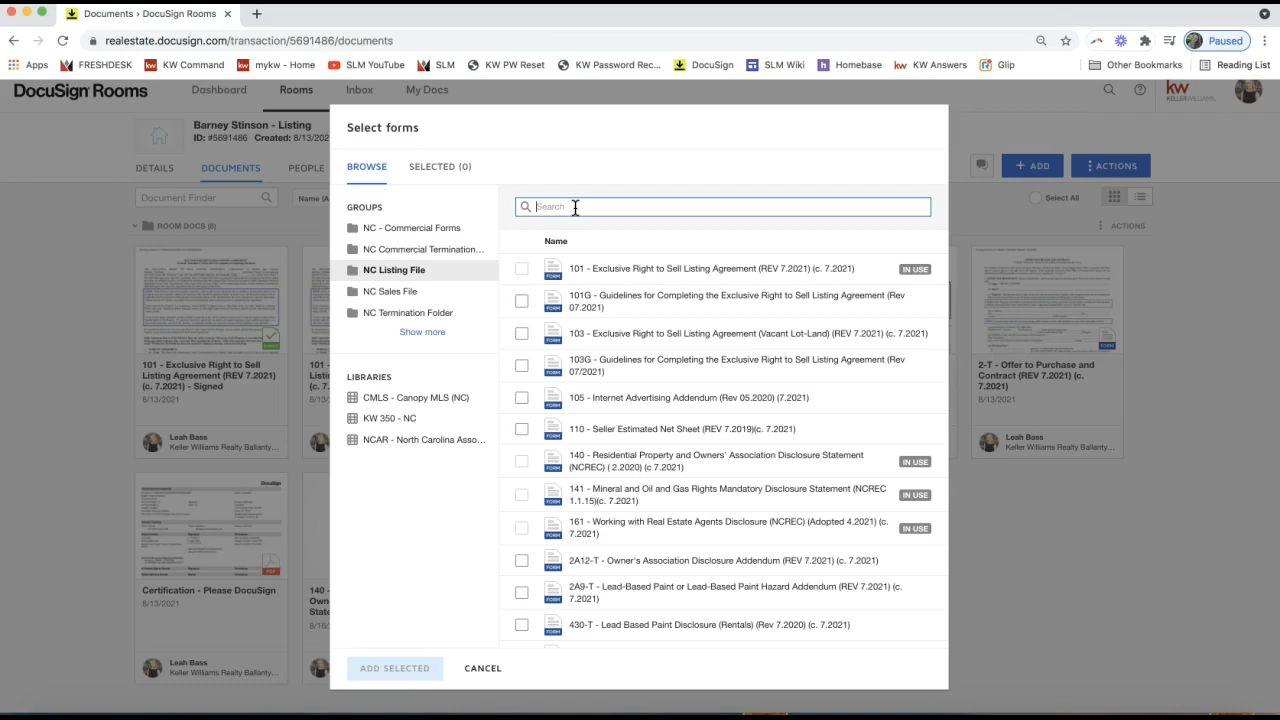 Documents › DocuSign Rooms
realestate.docusign.com/transaction/5691486/documents
Paused
Apps FRESHDESK KW Command mykw - Home SLM YouTube SLM KW PW Reset KW Password Rec... DocuSign SLM Wiki Homebase KW Answers Glip Other Bookmarks Reading List
DocuSign Rooms Dashboard Rooms Inbox My Docs
kw
KELLERWILLIAMS.
Barney Stinson - Listing
ID: #5691486 Created: 8/13/202
DETAILS DOCUMENTS PEOPLE
+ ADD ACTIONS
Document Finder Name (A
Select All
ROOM DOCS (6)
ACTIONS
101 - Exclusive Right to Sell
Listing Agreement (REV 7.2021)
(c. 7.2021) - Signed
8/13/2021
Leah Bass
Keller Williams Realty Ballanty...
2-T - Offer to Purchase and
Contract (REV 7.2021) (c.
7.2021)
8/13/2021
Leah Bass
Keller Williams Realty Ballanty...
DocuSign
PDF
Certification - Please DocuSign
8/13/2021
Leah Bass
Keller Williams Realty Ballanty...
140 -
Own
State
8/16/
Select forms
BROWSE SELECTED (0)
GROUPS
NC - Commercial Forms
NC Commercial Termination...
NC Listing File
NC Sales File
NC Termination Folder
Show more
LIBRARIES
CMLS - Canopy MLS (NC)
KW 350 - NC
NCAR - North Carolina Asso...
Search
Name
101 - Exclusive Right to Sell Listing Agreement (REV 7.2021) (c. 7.2021) IN USE
101G - Guidelines for Completing the Exclusive Right to Sell Listing Agreement (Rev
07.2021)
103 - Exclusive Right to Sell Listing Agreement (Vacant Lot-Land) (REV 7.2021) (c. 7.2021)
103G - Guidelines for Completing the Exclusive Right to Sell Listing Agreement (Rev
07/2021)
105 - Internet Advertising Addendum (Rev 05.2020) (7.2021)
110 - Seller Estimated Net Sheet (REV 7.2019)(c. 7.2021)
140 - Residential Property and Owners' Association Disclosure Statement
(NCREC) ( 2.2020) (c 7.2021) IN USE
141 - Mineral and Oil and Gas Rights Mandatory Disclosure Statement (NCREC
1.1.15)(c. 7.2021) IN USE
161 - Working with Real Estate Agents Disclosure (NCREC) (Adopted 4.2021) (c.
7.2021) IN USE
2A12-T - Owner's Association Disclosure Addendum (REV 7.2021) (c. 7.2021)
2A9-T - Lead-Based Paint or Lead-Based Paint Hazard Addendum (REV 7.2021) (c.
7.2021)
430-T - Lead Based Paint Disclosure (Rentals) (Rev 7.2020) (c. 7.2021)
ADD SELECTED CANCEL